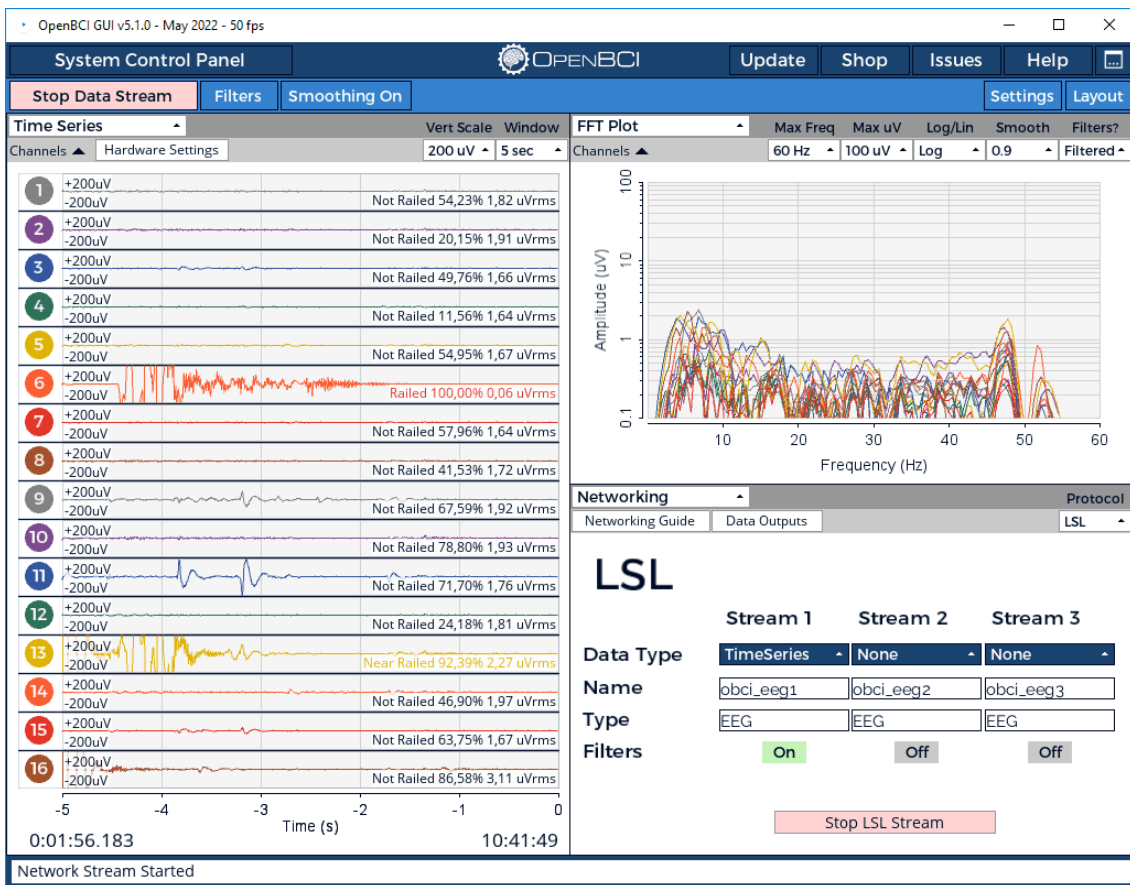 OpenBCI GUI v5.1.0 - May 2022 - 50 fps
System Control Panel
OPENBCI
Update
Shop
Issues
Help
Stop Data Stream
Filters
Smoothing On
Settings
Layout
Time Series
Vert Scale
Window
Channels
Hardware Settings
200 uV
5 sec
1
+200uV
-200uV
Not Railed 54,23% 1,82 uVrms
2
+200uV
-200uV
Not Railed 20,15% 1,91 uVrms
3
+200uV
-200uV
Not Railed 49,76% 1,66 uVrms
4
+200uV
-200uV
Not Railed 11,56% 1,64 uVrms
5
+200uV
-200uV
Not Railed 54,95% 1,67 uVrms
6
+200uV
-200uV
Railed 100,00% 0,06 uVrms
7
+200uV
-200uV
Not Railed 57,96% 1,64 uVrms
8
+200uV
-200uV
Not Railed 41,53% 1,72 uVrms
9
+200uV
-200uV
Not Railed 67,59% 1,92 uVrms
10
+200uV
-200uV
Not Railed 78,80% 1,93 uVrms
11
+200uV
-200uV
Not Railed 71,70% 1,76 uVrms
12
+200uV
-200uV
Not Railed 24,18% 1,81 uVrms
13
+200uV
-200uV
Near Railed 92,39% 2,27 uVrms
14
+200uV
-200uV
Not Railed 46,90% 1,97 uVrms
15
+200uV
-200uV
Not Railed 63,75% 1,67 uVrms
16
+200uV
-200uV
Not Railed 86,58% 3,11 uVrms
-5 -4 -3 -2 -1 0
Time (s)
0:01:56.183
10:41:49
FFT Plot
Max Freq
Max uV
Log/Lin
Smooth
Filters?
Channels
60 Hz
100 uV
Log
0.9
Filtered
100
10
1
0.1
Amplitude (uV)
10 20 30 40 50 60
Frequency (Hz)
Networking
Protocol
Networking Guide
Data Outputs
LSL
LSL
Stream 1 Stream 2 Stream 3
Data Type TimeSeries None None
Name obci_eeg1 obci_eeg2 obci_eeg3
Type EEG EEG EEG
Filters On Off Off
Stop LSL Stream
Network Stream Started